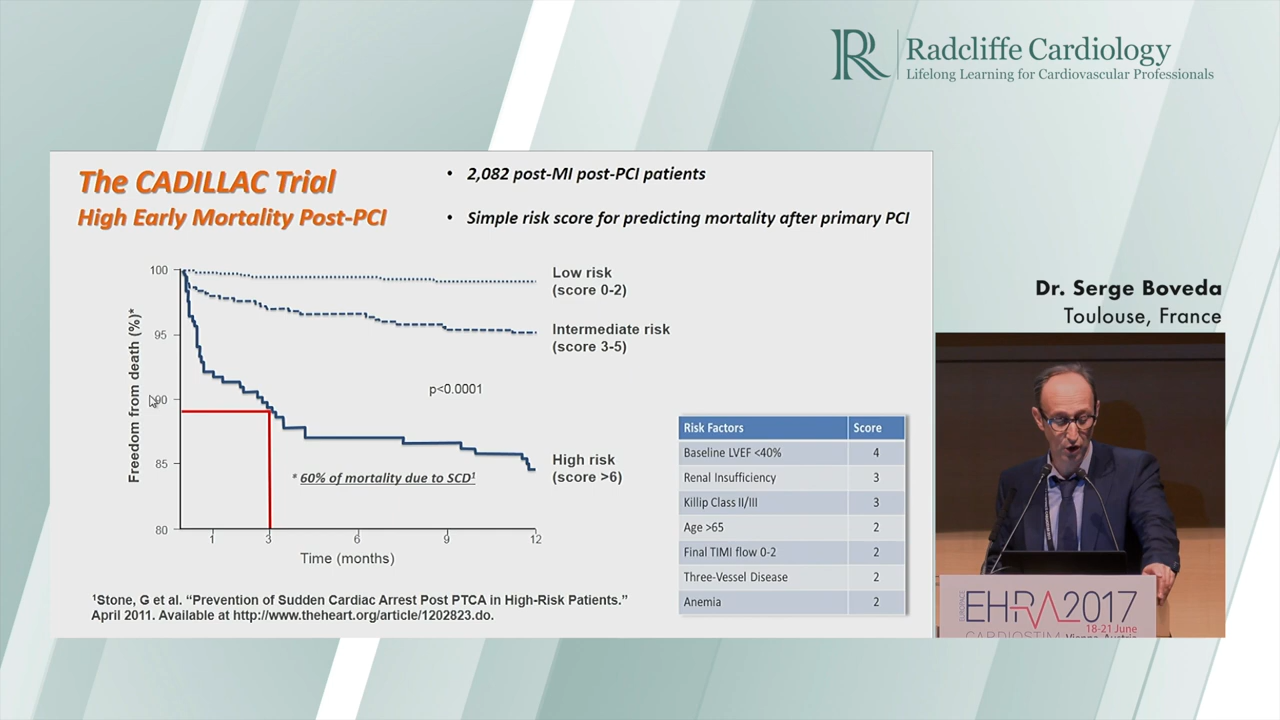 Radcliffe Cardiology
Lifelong Learning for Cardiovascular Professionals
The CADILLAC Trial
High Early Mortality Post-PCI
• 2,082 post-MI post-PCI patients
• Simple risk score for predicting mortality after primary PCI
Freedom from death (%)*
100
95
90
85
80
1
3
6
9
12
Time (months)
Low risk
(score 0-2)
Intermediate risk
(score 3-5)
p<0.0001
High risk
(score >6)
* 60% of mortality due to SCD¹
Risk Factors Score
Baseline LVEF <40% 4
Renal Insufficiency 3
Killip Class II/III 3
Age >65 2
Final TIMI flow 0-2 2
Three-Vessel Disease 2
Anemia 2
¹Stone, G et al. “Prevention of Sudden Cardiac Arrest Post PTCA in High-Risk Patients.”
April 2011. Available at http://www.theheart.org/article/1202823.do.
Dr. Serge Boveda
Toulouse, France
EUROPACE
EHRA2017
18-21 June
CARDIOSTIM Vienna, Austria